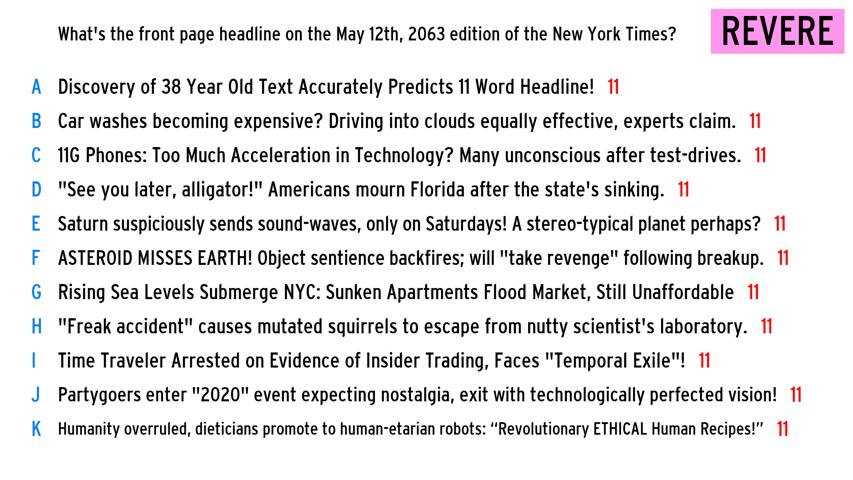 What's the front page headline on the May 12th, 2063 edition of the New York Times?
REVERE
A Discovery of 38 Year Old Text Accurately Predicts 11 Word Headline! 11
B Car washes becoming expensive? Driving into clouds equally effective, experts claim. 11
C 11G Phones: Too Much Acceleration in Technology? Many unconscious after test-drives. 11
D "See you later, alligator!" Americans mourn Florida after the state's sinking. 11
E Saturn suspiciously sends sound-waves, only on Saturdays! A stereo-typical planet perhaps? 11
F ASTEROID MISSES EARTH! Object sentience backfires; will "take revenge" following breakup. 11
G Rising Sea Levels Submerge NYC: Sunken Apartments Flood Market, Still Unaffordable 11
H "Freak accident" causes mutated squirrels to escape from nutty scientist's laboratory. 11
I Time Traveler Arrested on Evidence of Insider Trading, Faces "Temporal Exile"! 11
J Partygoers enter "2020" event expecting nostalgia, exit with technologically perfected vision! 11
K Humanity overruled, dieticians promote to human-etarian robots: “Revolutionary ETHICAL Human Recipes!” 11